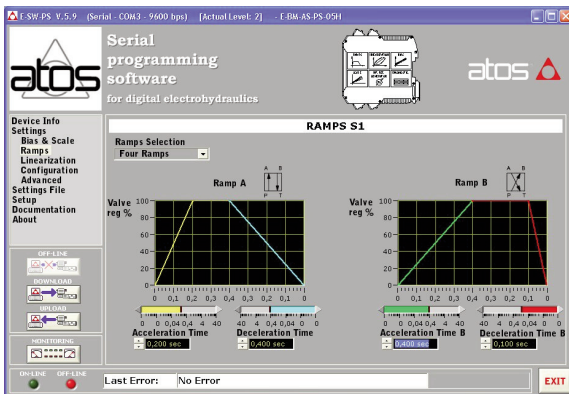 E-SW-PS V.5.9 (Serial - COM3 - 9600 bps) [Actual Level: 2] - E-BM-AS-PS-05H
atos
Serial
programming
software
for digital electrohydraulics
atos
Device Info
Settings
Bias & Scale
Ramps
Linearization
Configuration
Advanced
Settings File
Setup
Documentation
About
OFF-LINE
DOWNLOAD
UPLOAD
MONITORING
RAMPS S1
Ramps Selection
Four Ramps
Ramp A
A B
P T
Valve
reg %
100
80
60
40
20
0
0 0,1 0,2 0,3 0,4 0,3 0,2 0,1 0
0 0 0,04 0,4 4 40
40 4 0,4 0,04 0 0
Acceleration Time
0,200 sec
Deceleration Time
0,400 sec
Ramp B
A B
P T
Valve
reg %
100
80
60
40
20
0
0 0,1 0,2 0,3 0,4 0,3 0,2 0,1 0
0 0 0,04 0,4 4 40
40 4 0,4 0,04 0 0
Acceleration Time B
0,400 sec
Deceleration Time B
0,100 sec
ON-LINE OFF-LINE
Last Error: No Error
EXIT